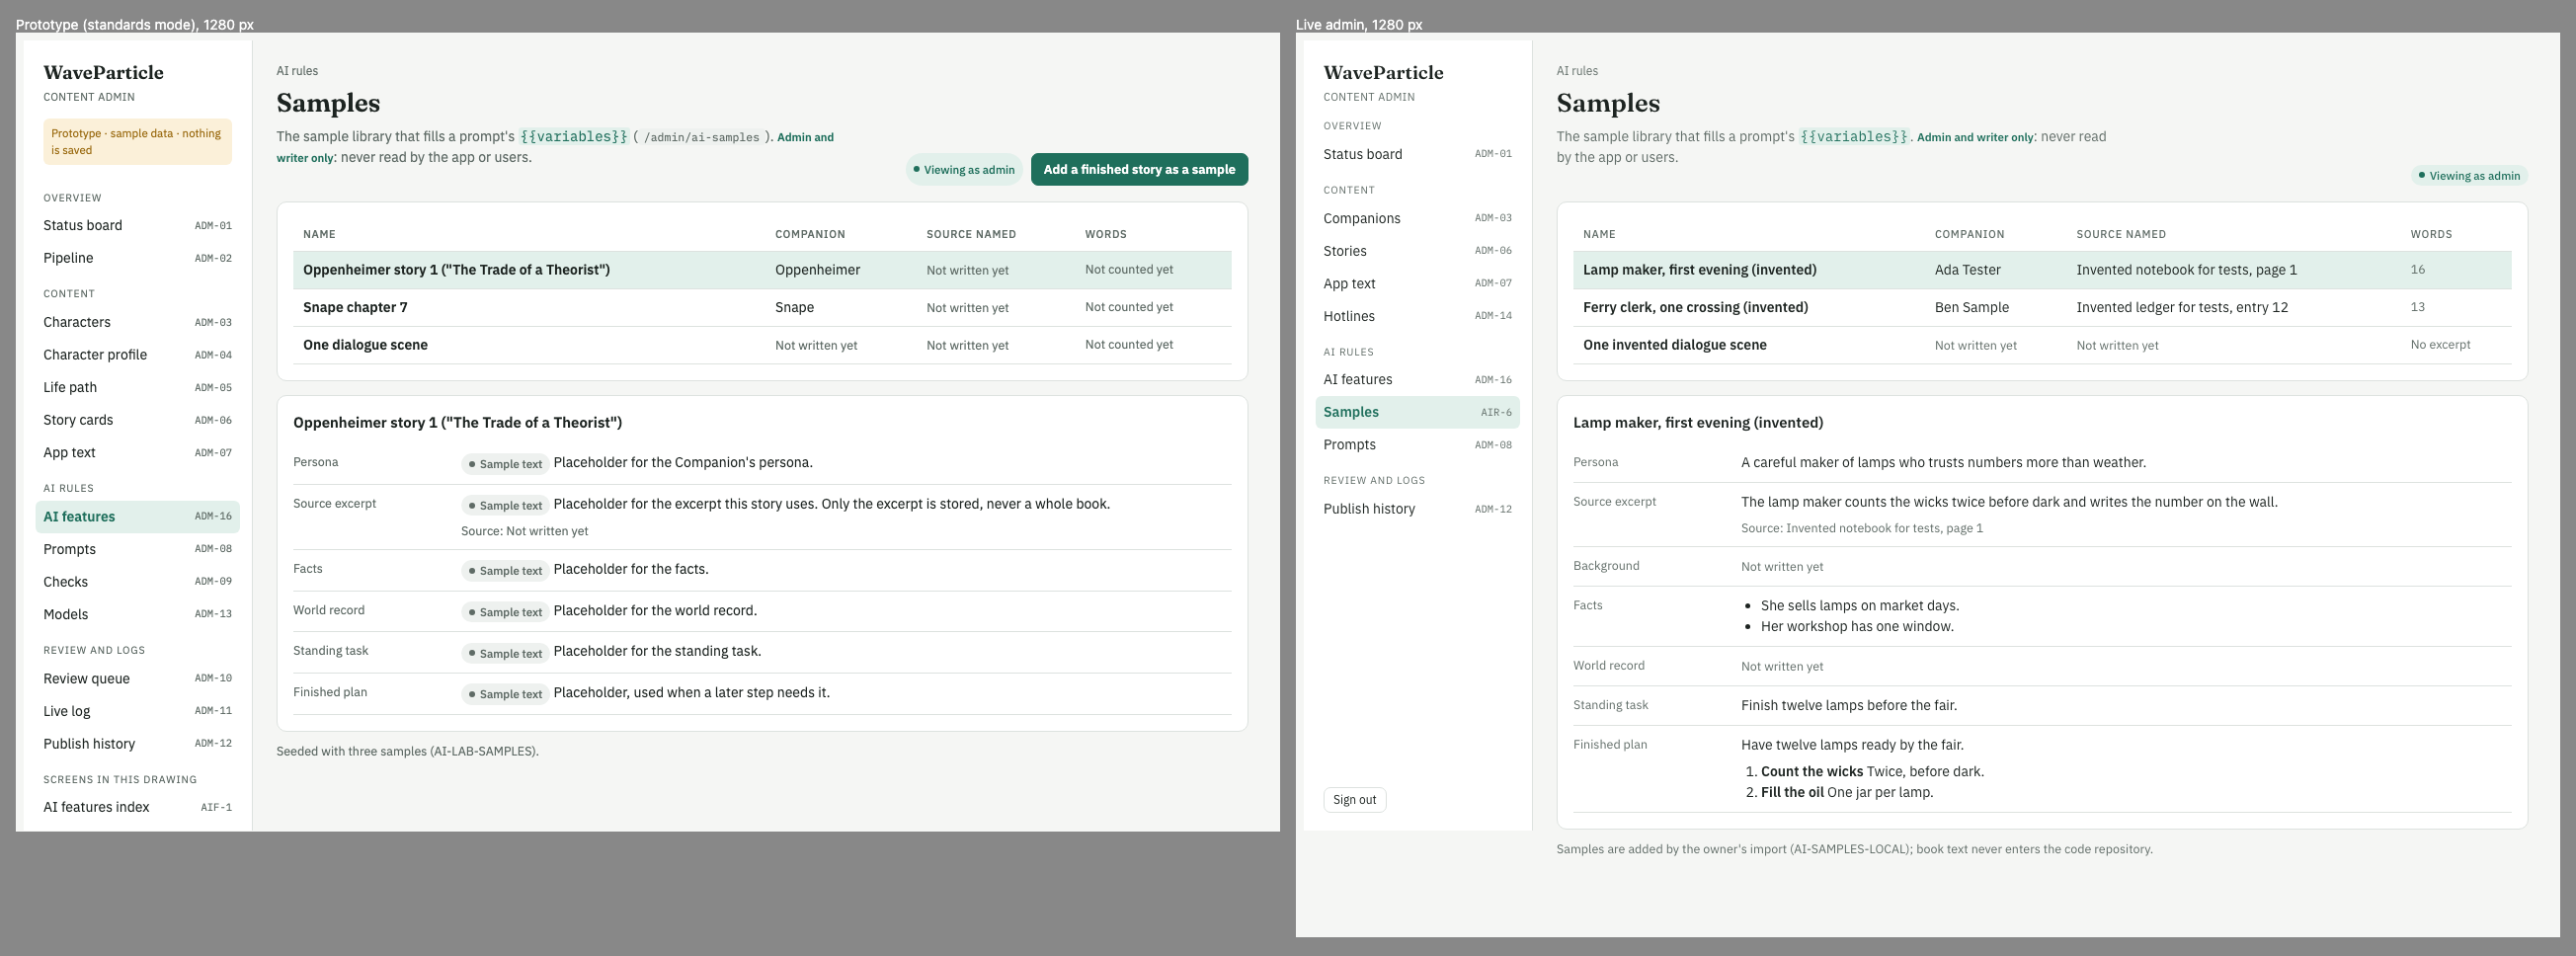 Prototype (standards mode), 1280 px
WaveParticle
CONTENT ADMIN
Prototype · sample data · nothing
is saved
OVERVIEW
Status board ADM-01
Pipeline ADM-02
CONTENT
Characters ADM-03
Character profile ADM-04
Life path ADM-05
Story cards ADM-06
App text ADM-07
AI RULES
AI features ADM-16
Prompts ADM-08
Checks ADM-09
Models ADM-13
REVIEW AND LOGS
Review queue ADM-10
Live log ADM-11
Publish history ADM-12
SCREENS IN THIS DRAWING
AI features index AIF-1
AI rules
Samples
The sample library that fills a prompt's {{variables}} ( /admin/ai-samples ). Admin and
writer only: never read by the app or users.
Viewing as admin
Add a finished story as a sample
NAME COMPANION SOURCE NAMED WORDS
Oppenheimer story 1 ("The Trade of a Theorist") Oppenheimer Not written yet Not counted yet
Snape chapter 7 Snape Not written yet Not counted yet
One dialogue scene Not written yet Not written yet Not counted yet
Oppenheimer story 1 ("The Trade of a Theorist")
Persona Sample text Placeholder for the Companion's persona.
Source excerpt Sample text Placeholder for the excerpt this story uses. Only the excerpt is stored, never a whole book.
Source: Not written yet
Facts Sample text Placeholder for the facts.
World record Sample text Placeholder for the world record.
Standing task Sample text Placeholder for the standing task.
Finished plan Sample text Placeholder, used when a later step needs it.
Seeded with three samples (AI-LAB-SAMPLES).
Live admin, 1280 px
WaveParticle
CONTENT ADMIN
OVERVIEW
Status board ADM-01
CONTENT
Companions ADM-03
Stories ADM-06
App text ADM-07
Hotlines ADM-14
AI RULES
AI features ADM-16
Samples AIR-6
Prompts ADM-08
REVIEW AND LOGS
Publish history ADM-12
Sign out
AI rules
Samples
The sample library that fills a prompt's {{variables}}. Admin and writer only: never read
by the app or users.
Viewing as admin
NAME COMPANION SOURCE NAMED WORDS
Lamp maker, first evening (invented) Ada Tester Invented notebook for tests, page 1 16
Ferry clerk, one crossing (invented) Ben Sample Invented ledger for tests, entry 12 13
One invented dialogue scene Not written yet Not written yet No excerpt
Lamp maker, first evening (invented)
Persona A careful maker of lamps who trusts numbers more than weather.
Source excerpt The lamp maker counts the wicks twice before dark and writes the number on the wall.
Source: Invented notebook for tests, page 1
Background Not written yet
Facts • She sells lamps on market days.
• Her workshop has one window.
World record Not written yet
Standing task Finish twelve lamps before the fair.
Finished plan Have twelve lamps ready by the fair.
1. Count the wicks Twice, before dark.
2. Fill the oil One jar per lamp.
Samples are added by the owner's import (AI-SAMPLES-LOCAL); book text never enters the code repository.